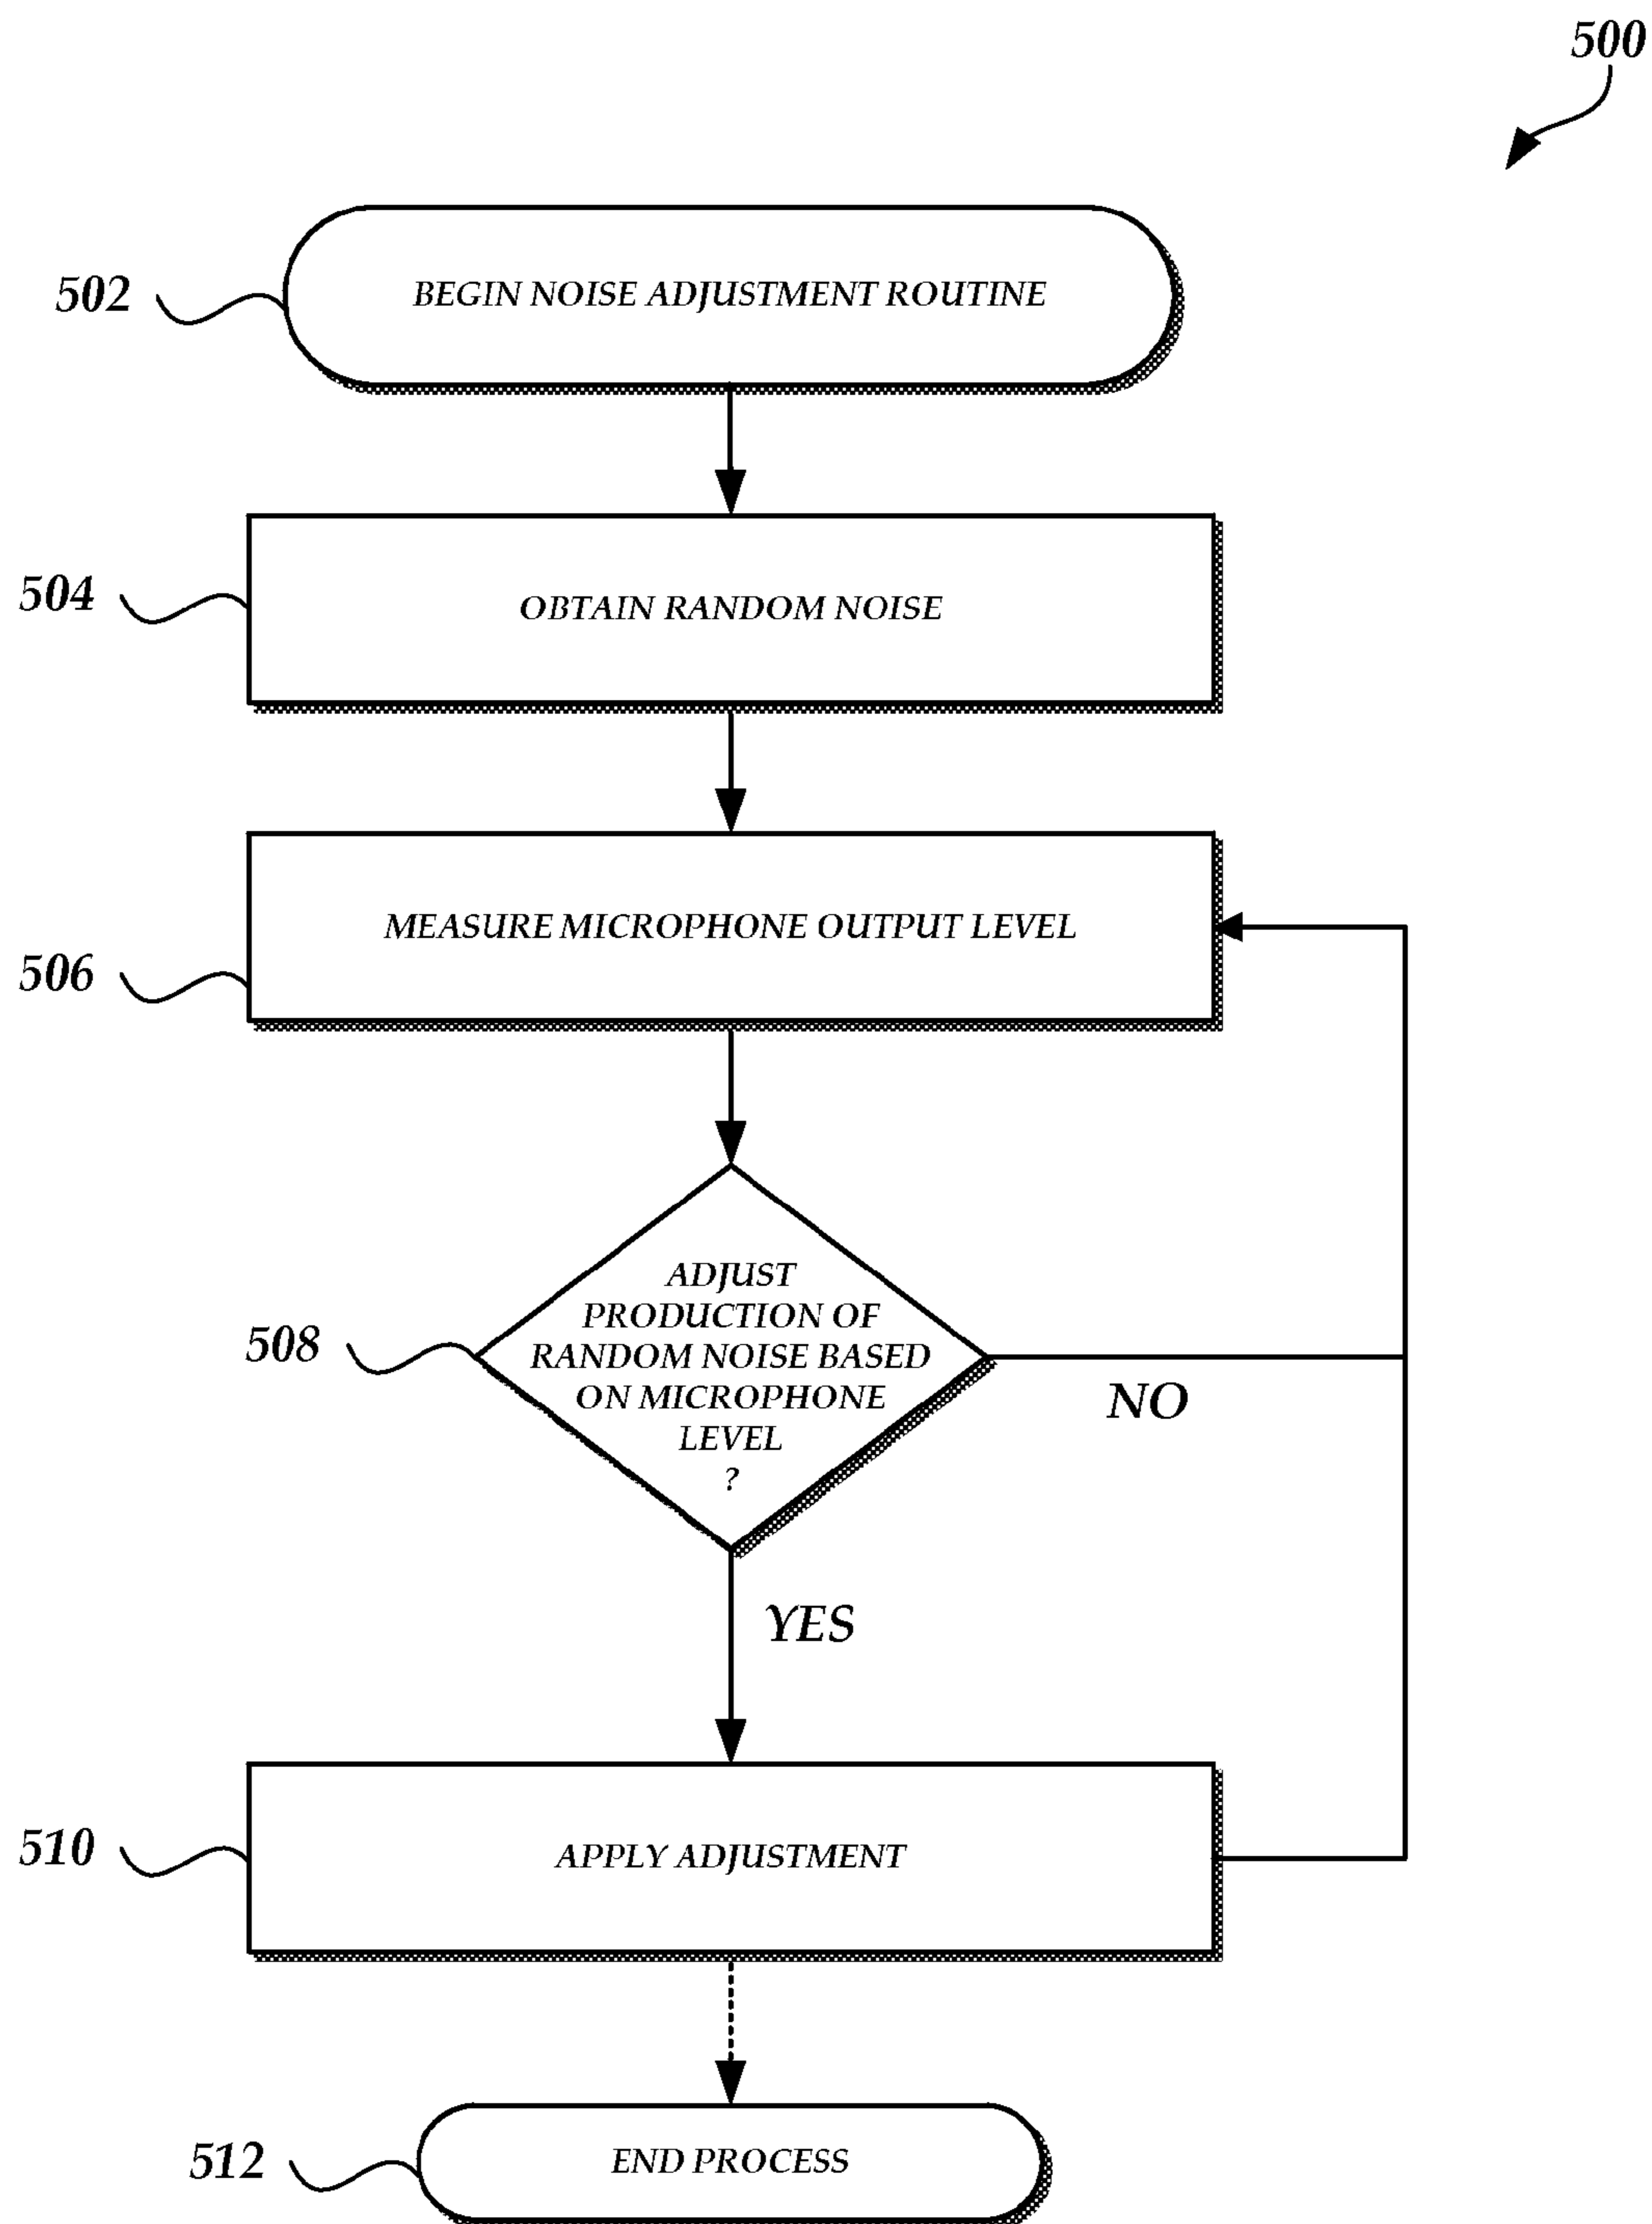 500
502
BEGIN NOISE ADJUSTMENT ROUTINE
504
OBTAIN RANDOM NOISE
506
MEASURE MICROPHONE OUTPUT LEVEL
508
ADJUST
PRODUCTION OF
RANDOM NOISE BASED
ON MICROPHONE
LEVEL
?
NO
YES
510
APPLY ADJUSTMENT
512
END PROCESS